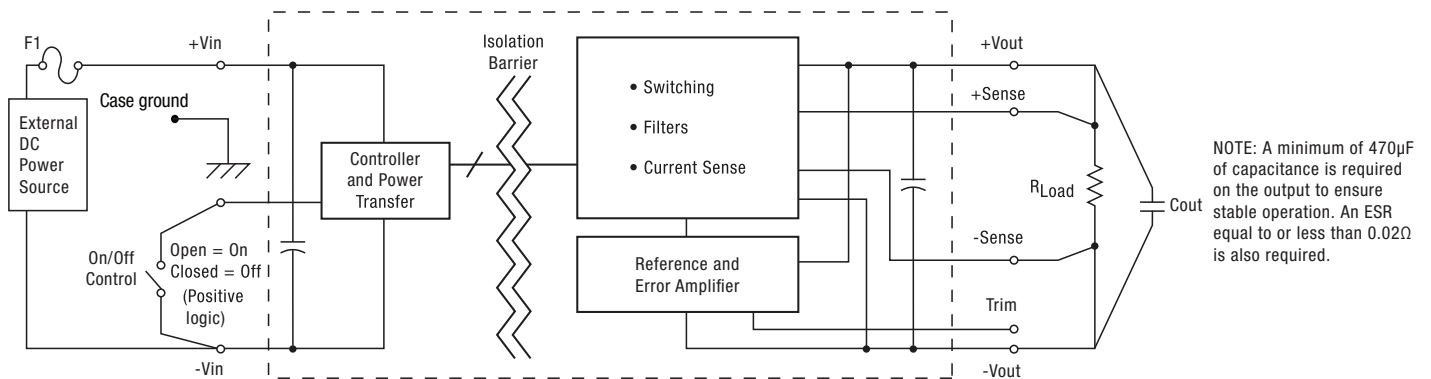 F1
+Vin
Case ground
External
DC
Power
Source
On/Off
Control
Open = On
Closed = Off
(Positive
logic)
-Vin
Controller
and Power
Transfer
Isolation
Barrier
• Switching
• Filters
• Current Sense
Reference and
Error Amplifier
+Vout
+Sense
RLoad
Cout
-Sense
Trim
-Vout
NOTE: A minimum of 470µF
of capacitance is required
on the output to ensure
stable operation. An ESR
equal to or less than 0.02Ω
is also required.